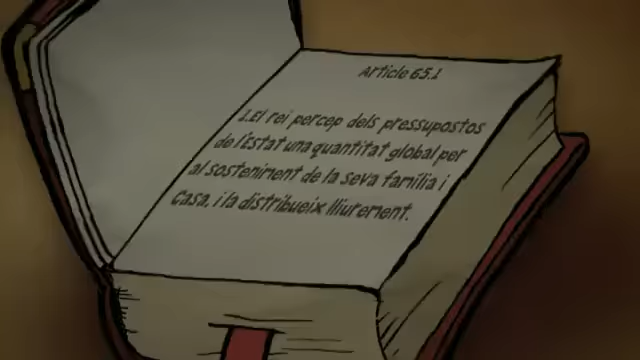 Article 65.1
1.El rei percep dels pressupostos
de l'Estat una quantitat global per
al sosteniment de la seva família i
Casa, i la distribueix lliurement.